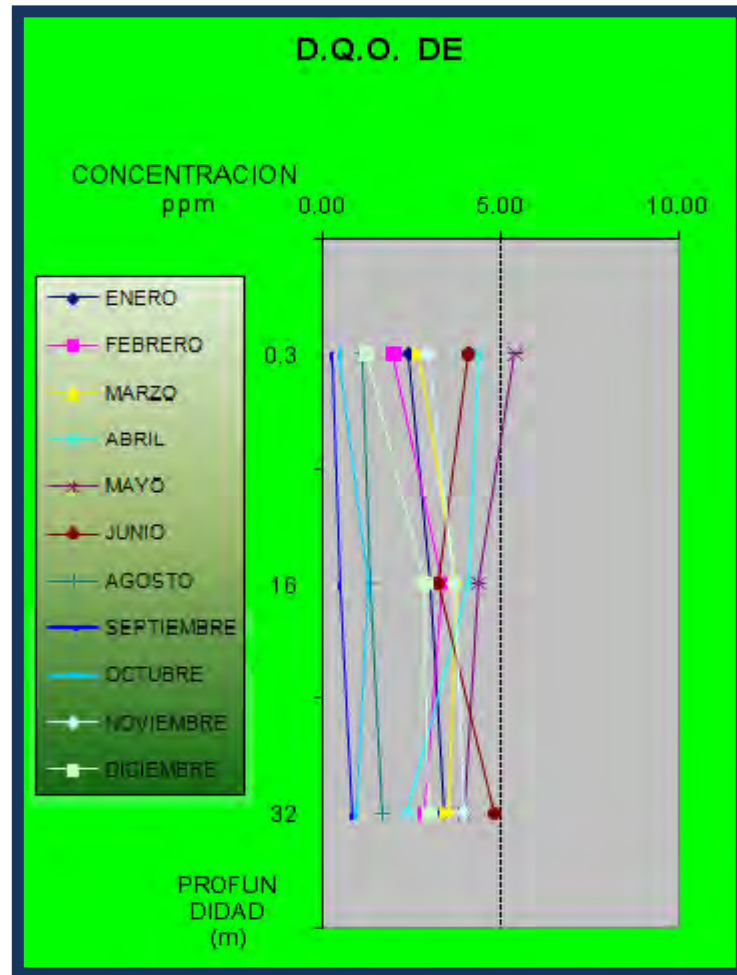 D.Q.O. DE
CONCENTRACION
ppm
0.00 5.00 10.00
ENERO
FEBRERO
MARZO
ABRIL
MAYO
JUNIO
AGOSTO
SEPTIEMBRE
OCTUBRE
NOVIEMBRE
DICIEMBRE
0,3
16
32
PROFUN
DIDAD
(m)